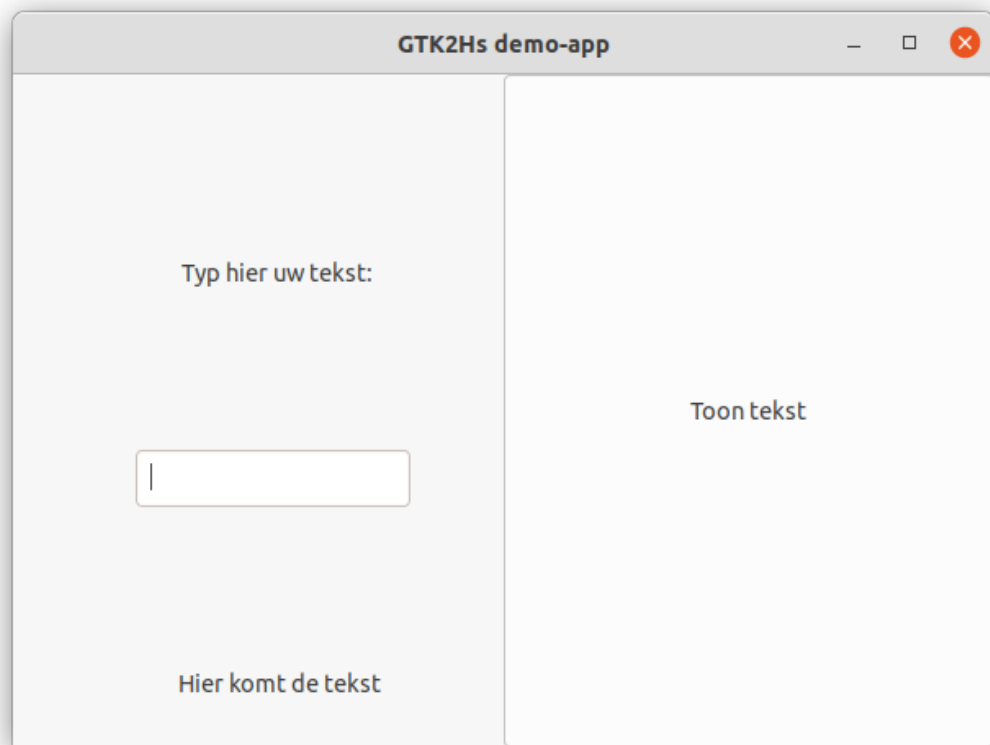 GTK2Hs demo-app
Typ hier uw tekst:
Toon tekst
Hier komt de tekst